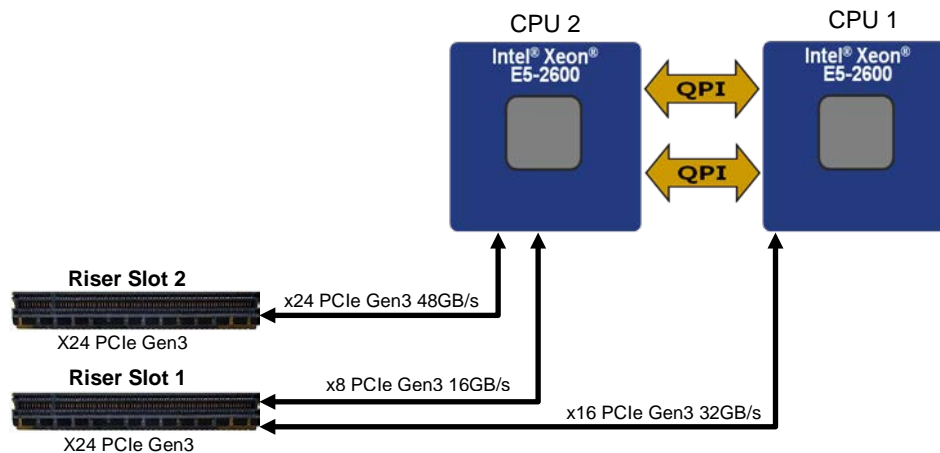 CPU 2
CPU 1
Intel® Xeon®
E5-2600
Intel® Xeon®
E5-2600
QPI
QPI
Riser Slot 2
x24 PCIe Gen3 48GB/s
X24 PCIe Gen3
Riser Slot 1
x8 PCIe Gen3 16GB/s
x16 PCIe Gen3 32GB/s
X24 PCIe Gen3